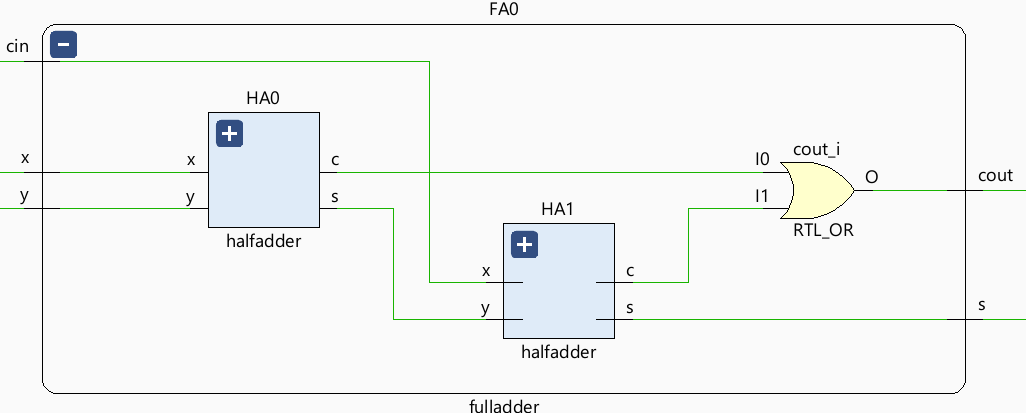 FA0
cin
HA0
x
x
c
y
y
s
halfadder
cout_i
I0
O
I1
RTL_OR
cout
HA1
x
c
y
s
halfadder
s
fulladder